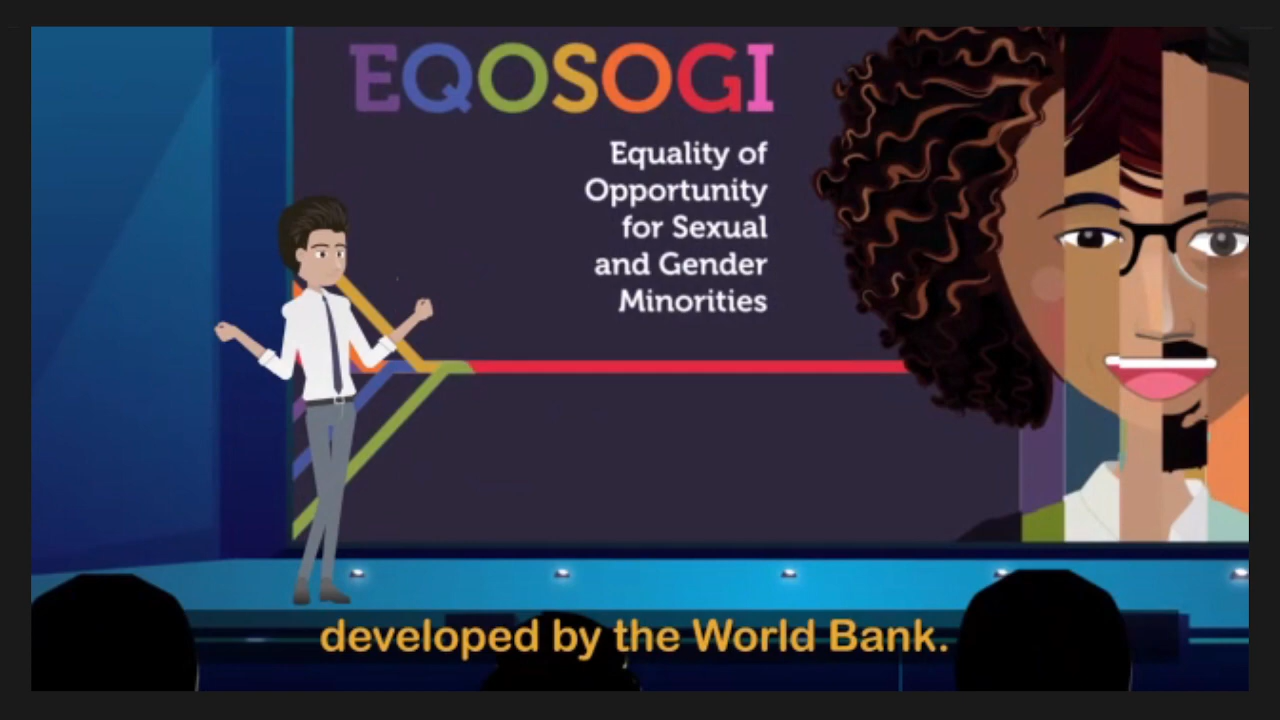 EQOSOGI
Equality of
Opportunity
for Sexual
and Gender
Minorities
developed by the World Bank.